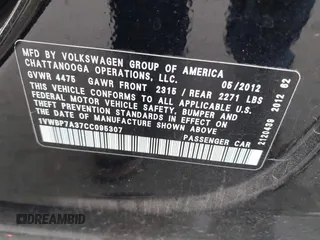 MFD BY VOLKSWAGEN GROUP OF AMERICA
CHATTANOOGA OPERATIONS, LLC. 05/2012
GVWR 4475 GAWR FRONT 2315 / REAR 2271 LBS
THIS VEHICLE CONFORMS TO ALL APPLICABLE
FEDERAL MOTOR VEHICLE SAFETY, BUMPER, AND
THEFT PREVENTION STANDARDS IN EFFECT ON
THE DATE OF MANUFACTURE SHOWN ABOVE
1VWBP7A37CC095307 PASSENGER CAR
2120439 2012 62
DREAMBID